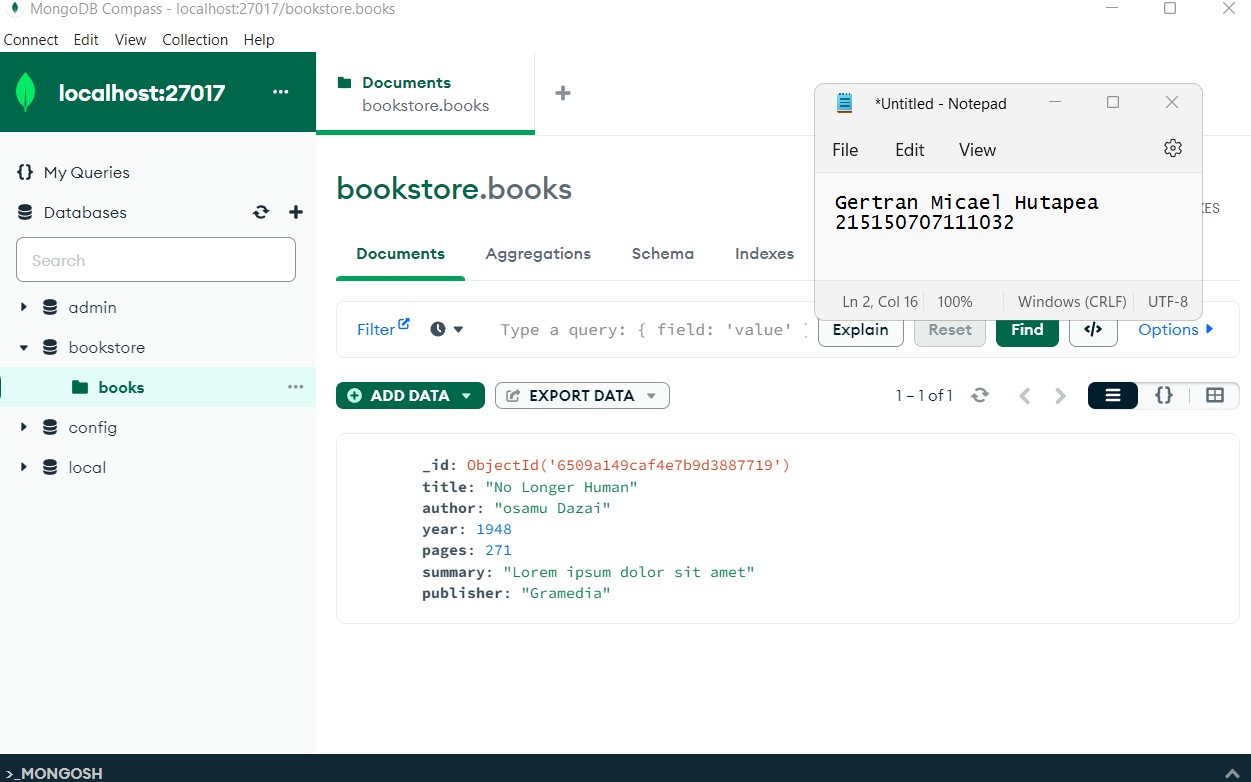 MongoDB Compass - localhost:27017/bookstore.books
Connect Edit View Collection Help
localhost:27017
Documents
bookstore.books
My Queries
Databases
Search
admin
bookstore
books
config
local
bookstore.books
Documents Aggregations Schema Indexes
*Untitled - Notepad
File Edit View
Gertran Micael Hutapea
215150707111032
Ln 2, Col 16 100% Windows (CRLF) UTF-8
Filter Type a query: { field: 'value' Explain Reset Find </> Options
ADD DATA EXPORT DATA 1 – 1 of 1 {}
_id: ObjectId('6509a149caf4e7b9d3887719')
title: "No Longer Human"
author: "osamu Dazai"
year: 1948
pages: 271
summary: "Lorem ipsum dolor sit amet"
publisher: "Gramedia"
>_MONGOSH